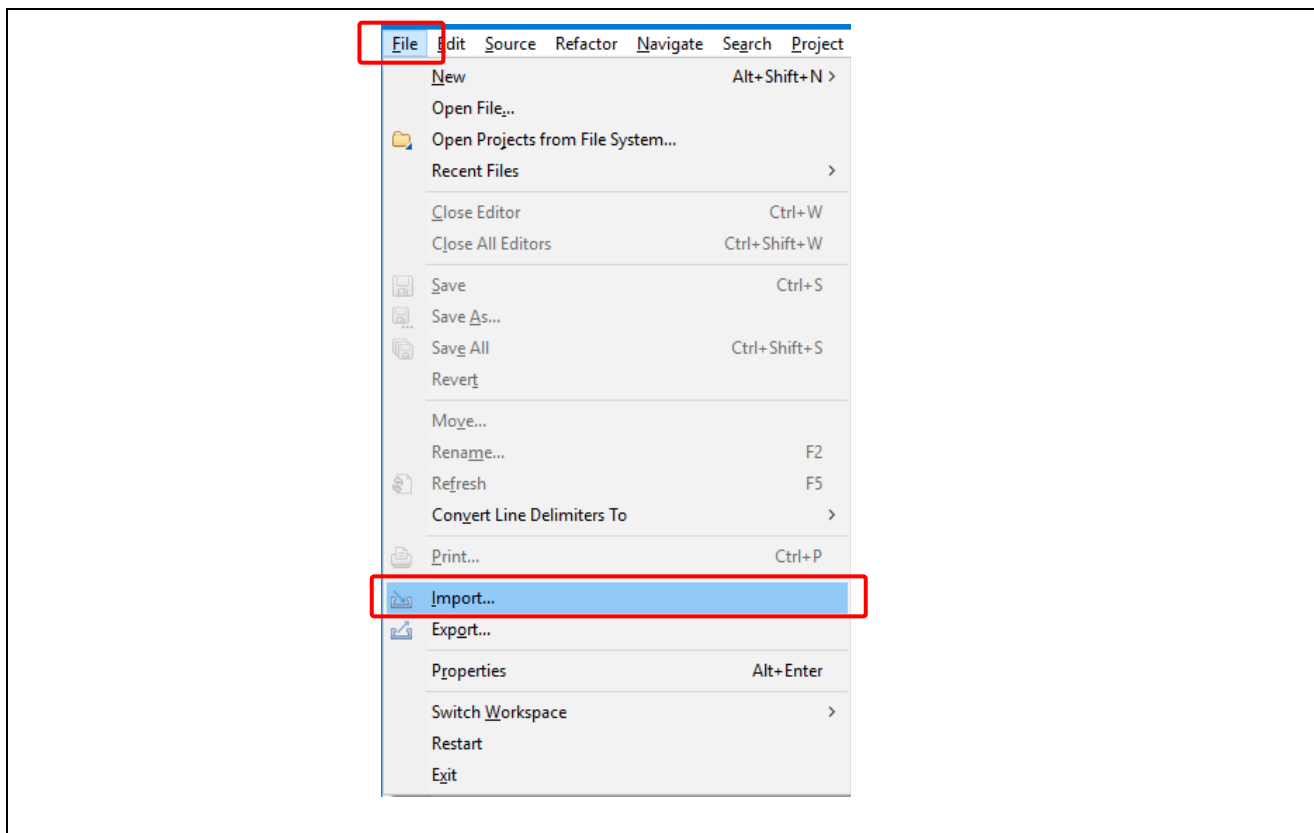 File Edit Source Refactor Navigate Search Project
New Alt+Shift+N >
Open File...
Open Projects from File System...
Recent Files >
Close Editor Ctrl+W
Close All Editors Ctrl+Shift+W
Save Ctrl+S
Save As...
Save All Ctrl+Shift+S
Revert
Move...
Rename... F2
Refresh F5
Convert Line Delimiters To >
Print... Ctrl+P
Import...
Export...
Properties Alt+Enter
Switch Workspace >
Restart
Exit